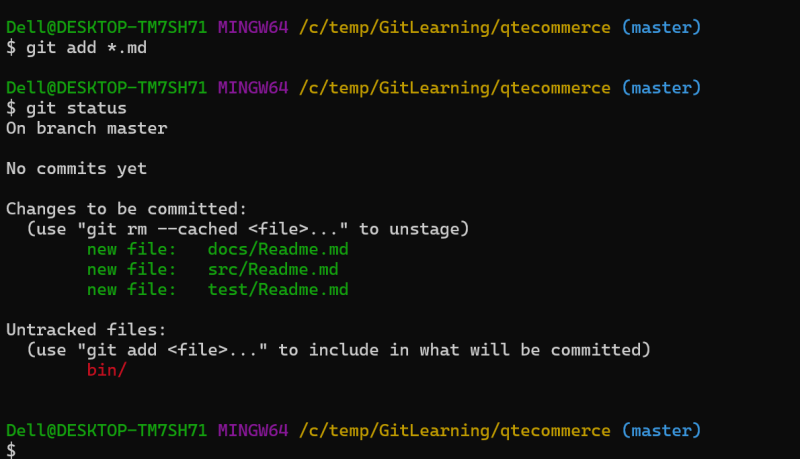 Dell@DESKTOP-TM7SH71 MINGW64 /c/temp/GitLearning/qtecommerce (master)
$ git add *.md
Dell@DESKTOP-TM7SH71 MINGW64 /c/temp/GitLearning/qtecommerce (master)
$ git status
On branch master
No commits yet
Changes to be committed:
  (use "git rm --cached <file>..." to unstage)
        new file:   docs/Readme.md
        new file:   src/Readme.md
        new file:   test/Readme.md
Untracked files:
  (use "git add <file>..." to include in what will be committed)
        bin/
Dell@DESKTOP-TM7SH71 MINGW64 /c/temp/GitLearning/qtecommerce (master)
$